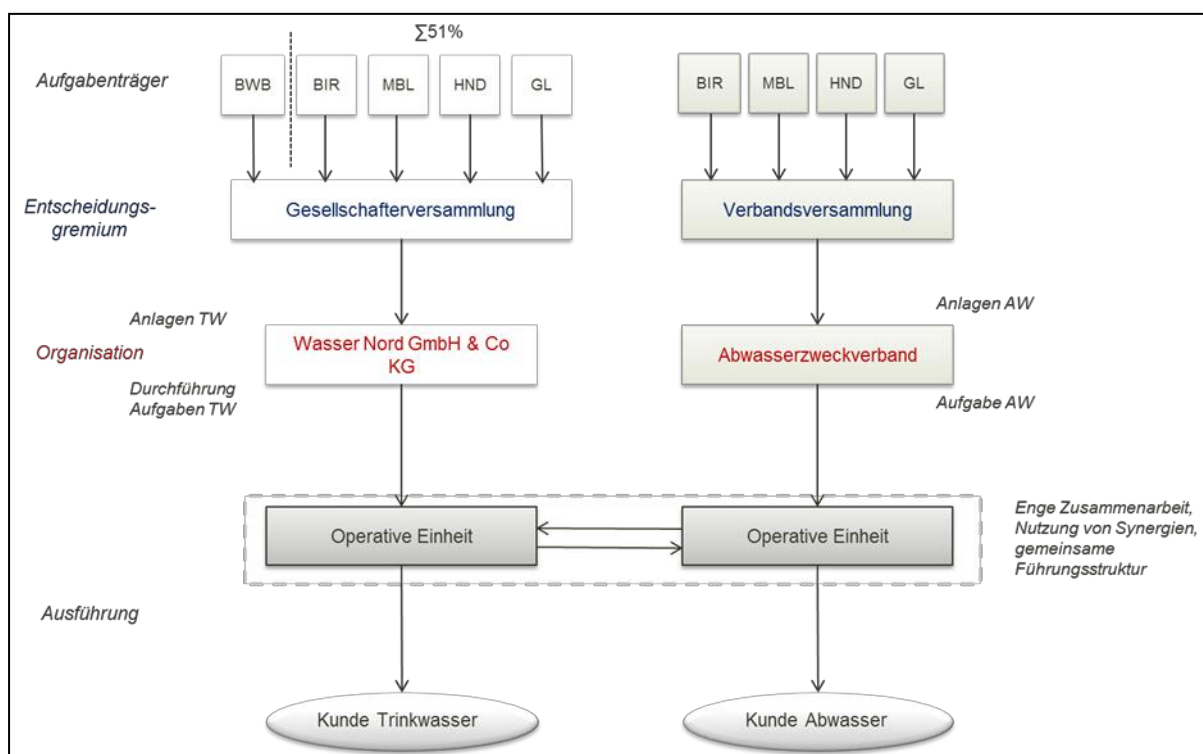 ∑51%
Aufgabenträger
BWB
BIR
MBL
HND
GL
BIR
MBL
HND
GL
Entscheidungs-
gremium
Gesellschafterversammlung
Verbandsversammlung
Anlagen TW
Anlagen AW
Organisation
Wasser Nord GmbH & Co
KG
Abwasserzweckverband
Durchführung
Aufgaben TW
Aufgabe AW
Operative Einheit
Operative Einheit
Enge Zusammenarbeit,
Nutzung von Synergien,
gemeinsame
Führungsstruktur
Ausführung
Kunde Trinkwasser
Kunde Abwasser